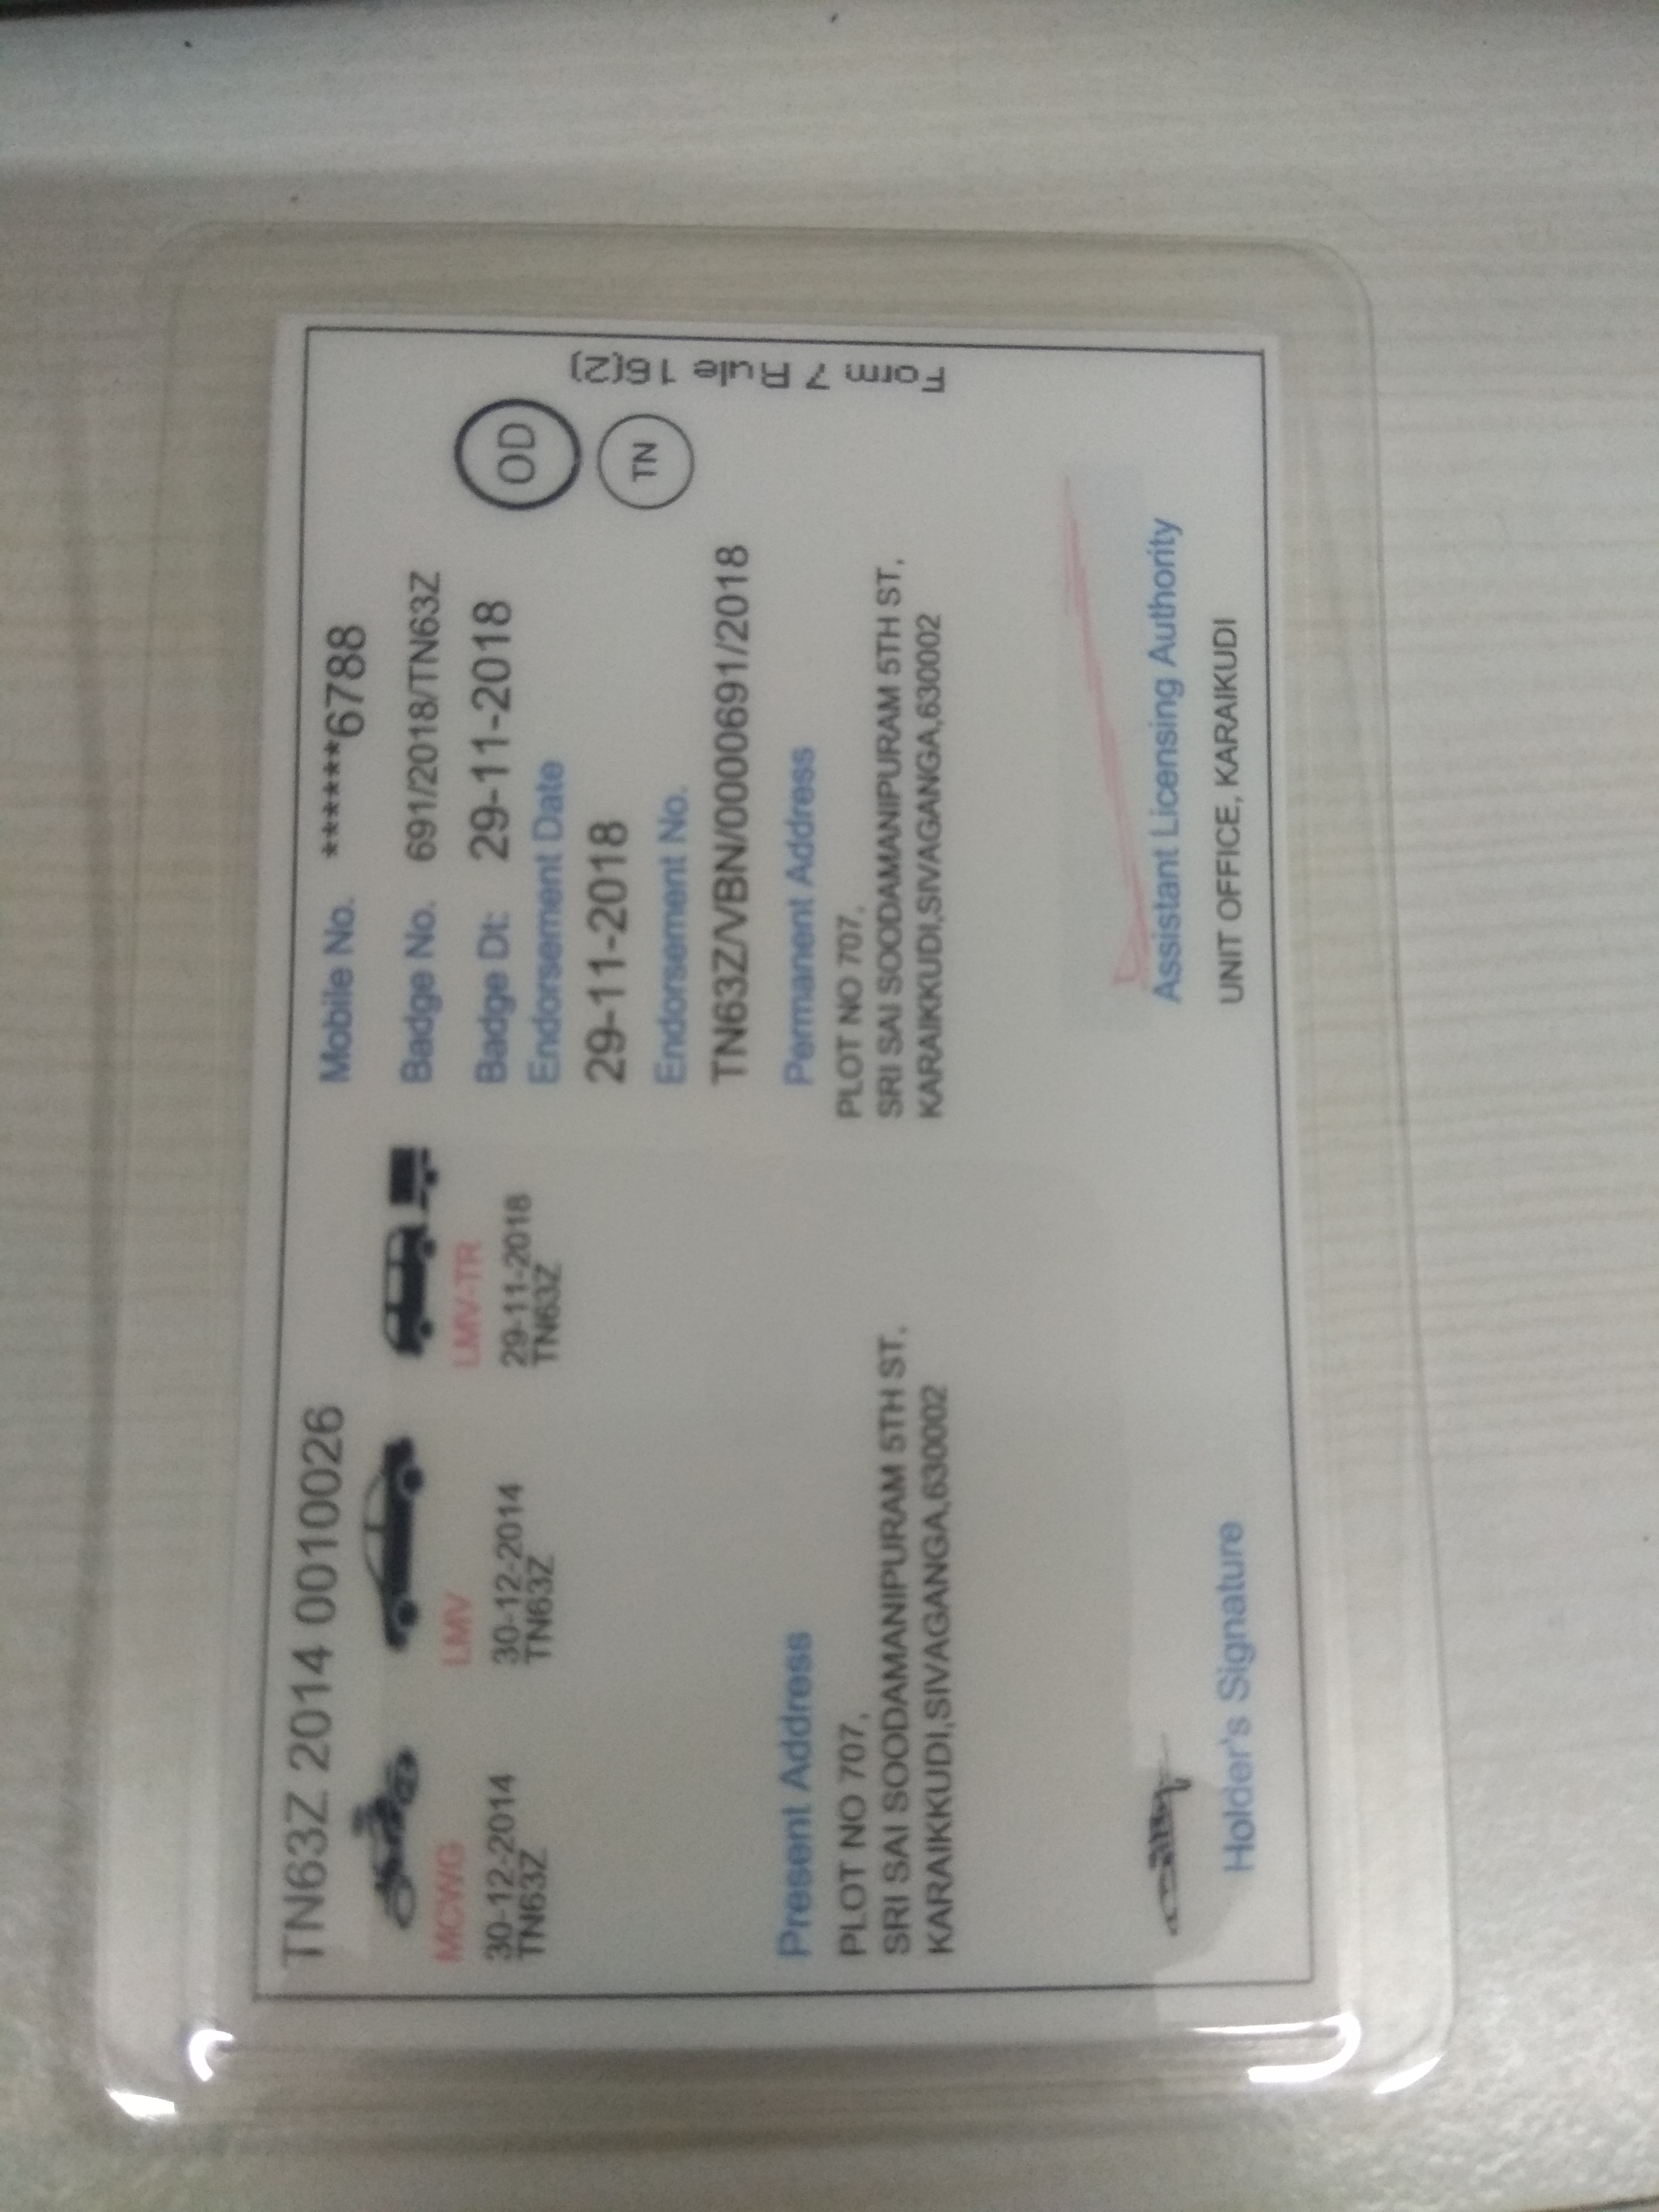 TN63Z 2014 0010026
MCWG
30-12-2014
TN63Z
LMV
30-12-2014
TN63Z
LMV-TR
29-11-2018
TN63Z
Mobile No. ******6788
Badge No. 691/2018/TN63Z
Badge Dt: 29-11-2018
Endorsement Date
29-11-2018
Endorsement No.
TN63Z/VBN/0000691/2018
OD
TN
Form 7 Rule 16(2)
Present Address
PLOT NO 707,
SRI SAI SOODAMANIPURAM 5TH ST,
KARAIKKUDI,SIVAGANGA,630002
Permanent Address
PLOT NO 707,
SRI SAI SOODAMANIPURAM 5TH ST,
KARAIKKUDI,SIVAGANGA,630002
Holder's Signature
Assistant Licensing Authority
UNIT OFFICE, KARAIKUDI